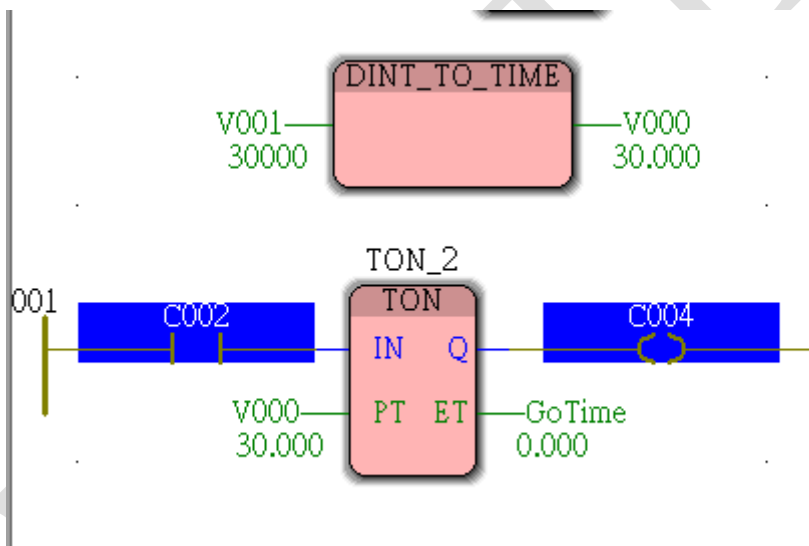 DINT_TO_TIME
V001 V000
30000 30.000
TON_2
001 C002 TON C004
IN Q
V000 PT ET GoTime
30.000 0.000